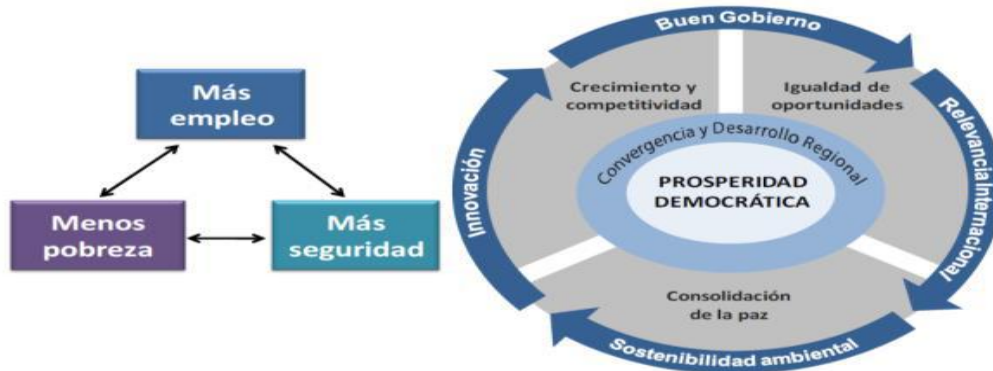 Más
empleo
Menos
pobreza
Más
seguridad
Buen Gobierno
Crecimiento y
competitividad
Igualdad de
oportunidades
Relevancia Internacional
Innovación
Convergencia y Desarrollo Regional
PROSPERIDAD
DEMOCRÁTICA
Consolidación
de la paz
Sostenibilidad ambiental